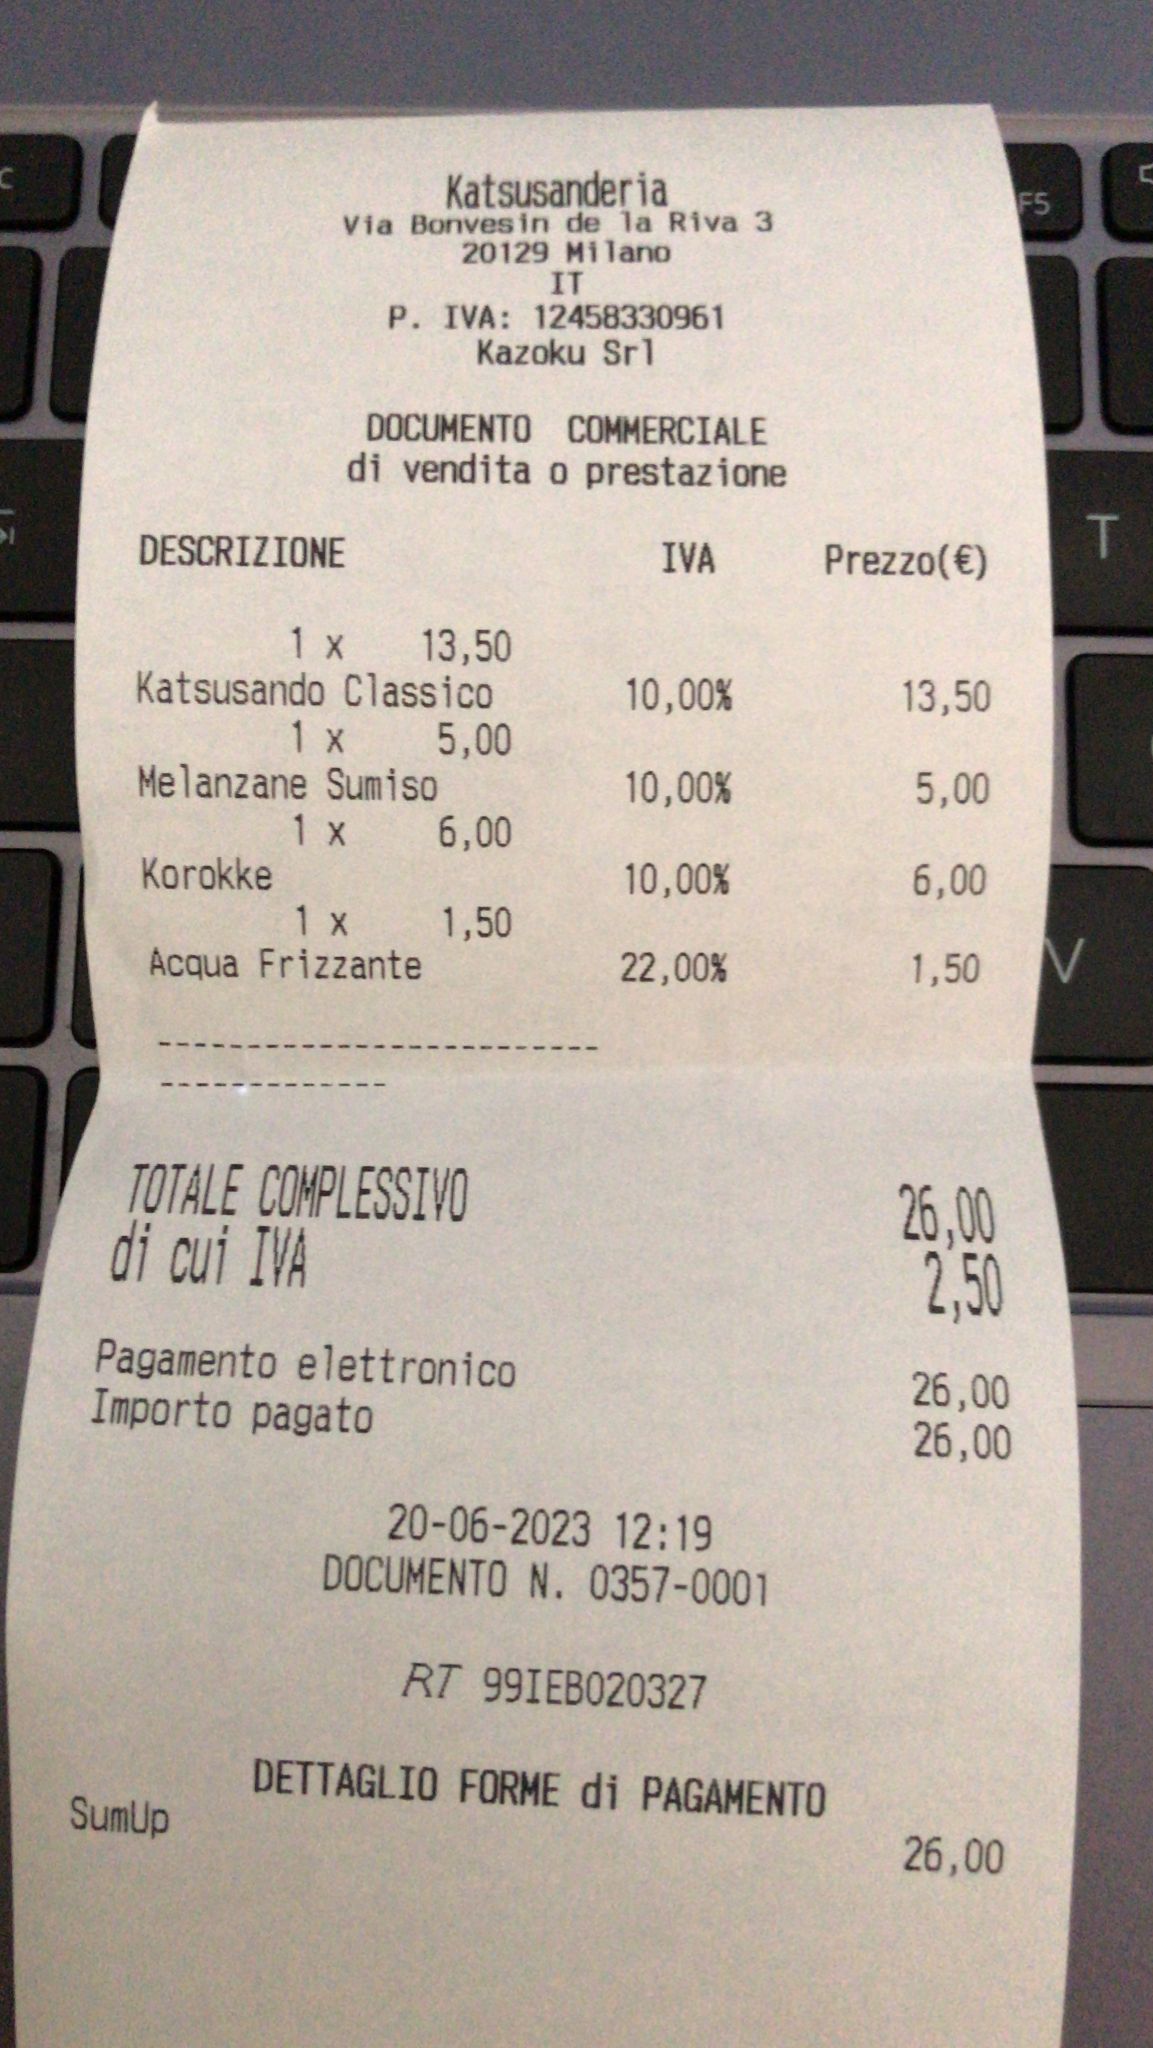 Katsusanderia
Via Bonvesin de la Riva 3
20129 Milano
IT
P. IVA: 12458330961
Kazoku Srl
DOCUMENTO COMMERCIALE
di vendita o prestazione
DESCRIZIONE IVA Prezzo(€)
1 x 13,50
Katsusando Classico 10,00% 13,50
1 x 5,00
Melanzane Sumiso 10,00% 5,00
1 x 6,00
Korokke 10,00% 6,00
1 x 1,50
Acqua Frizzante 22,00% 1,50
-------------------------
-------------
TOTALE COMPLESSIVO 26,00
di cui IVA 2,50
Pagamento elettronico 26,00
Importo pagato 26,00
20-06-2023 12:19
DOCUMENTO N. 0357-0001
RT 99IEB020327
DETTAGLIO FORME di PAGAMENTO
SumUp 26,00
C
F5
T
V